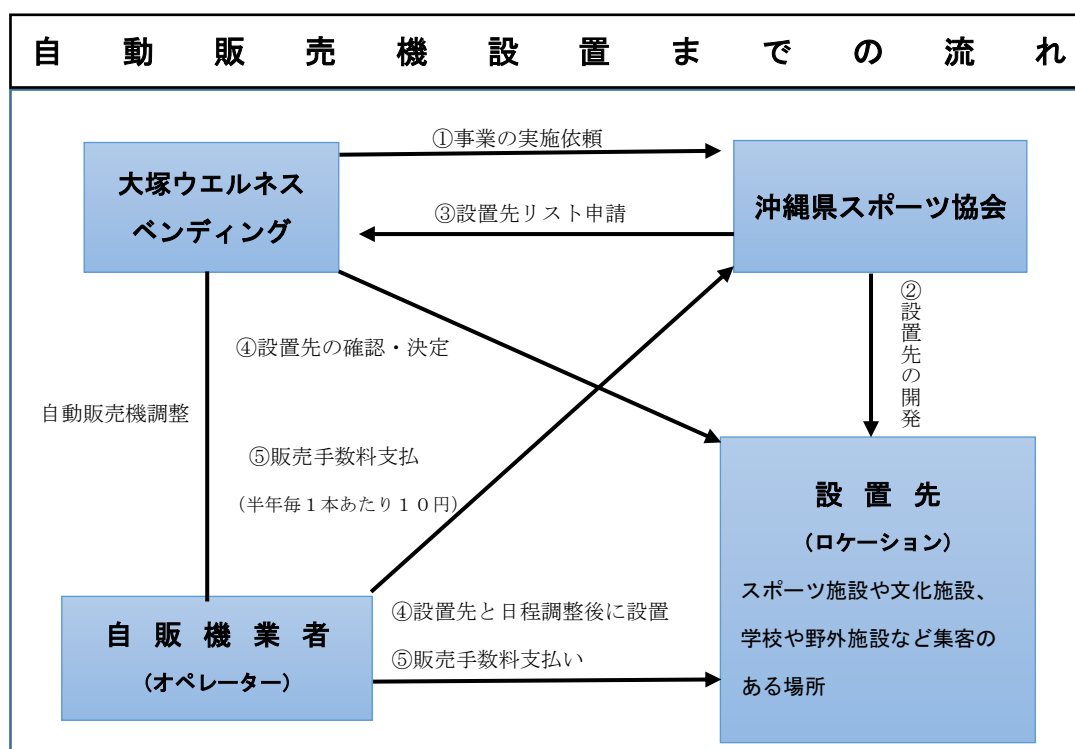 自動販売機設置までの流れ
①事業の実施依頼
大塚ウエルネス
ベンディング
沖縄県スポーツ協会
③設置先リスト申請
②設置先の開発
④設置先の確認・決定
自動販売機調整
⑤販売手数料支払
（半年毎１本あたり１０円）
設置先
（ロケーション）
スポーツ施設や文化施設、
学校や野外施設など集客の
ある場所
自販機業者
（オペレーター）
④設置先と日程調整後に設置
⑤販売手数料支払い